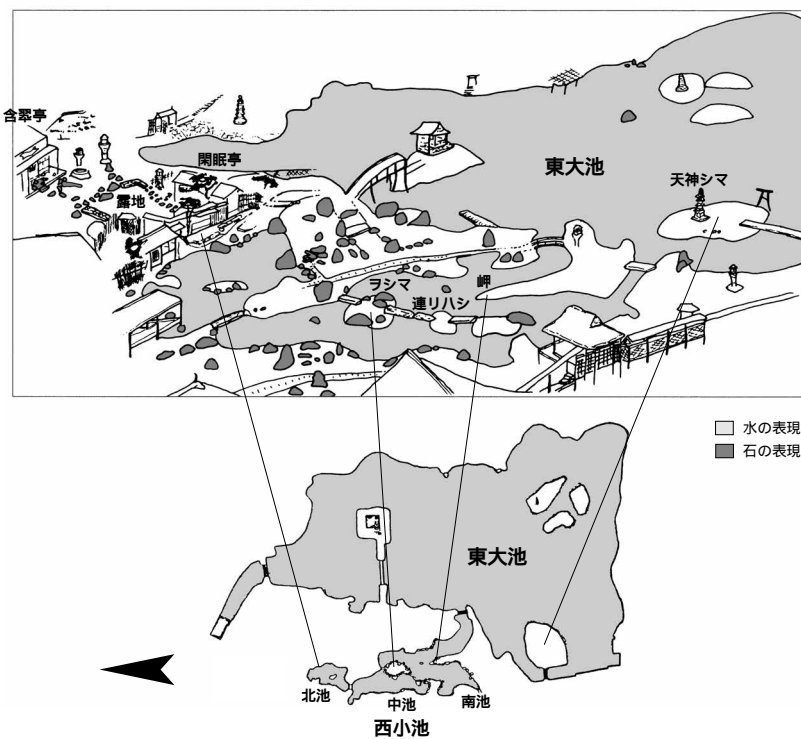 含翠亭
閑眠亭
露地
東大池
天神シマ
ヲシマ
連リハシ
岬
水の表現
石の表現
東大池
北池
中池
南池
西小池